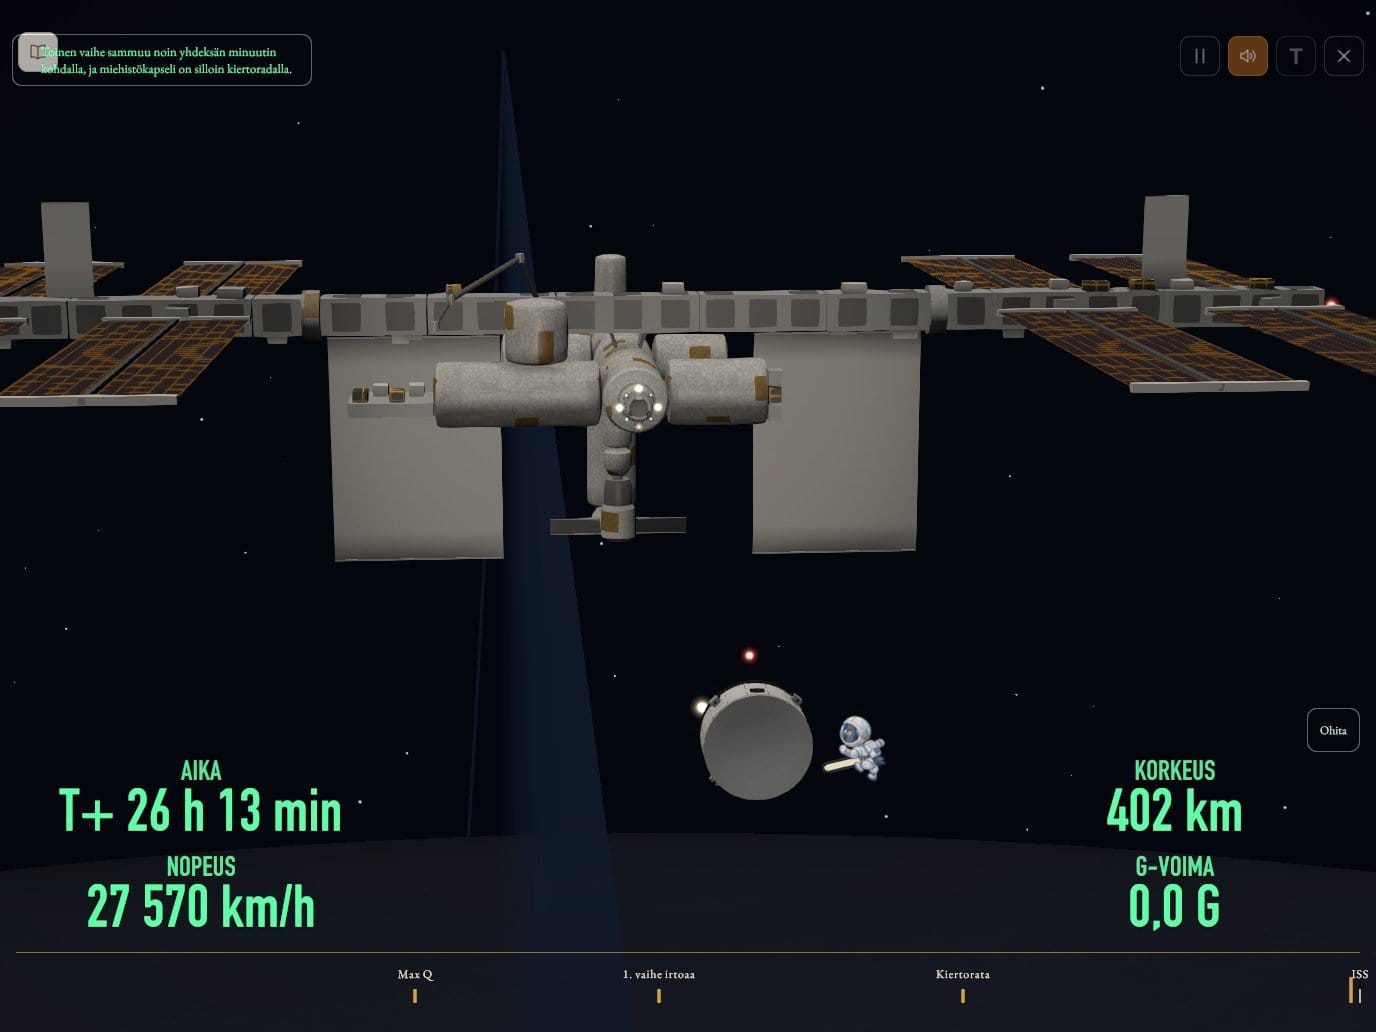 Toinen vaihe sammuu noin yhdeksän minuutin
kohdalla, ja miehistökapseli on silloin kiertoradalla.
T
Ohita
AIKA
T+ 26 h 13 min
NOPEUS
27 570 km/h
KORKEUS
402 km
G-VOIMA
0,0 G
Max Q
1. vaihe irtoaa
Kiertorata
ISS